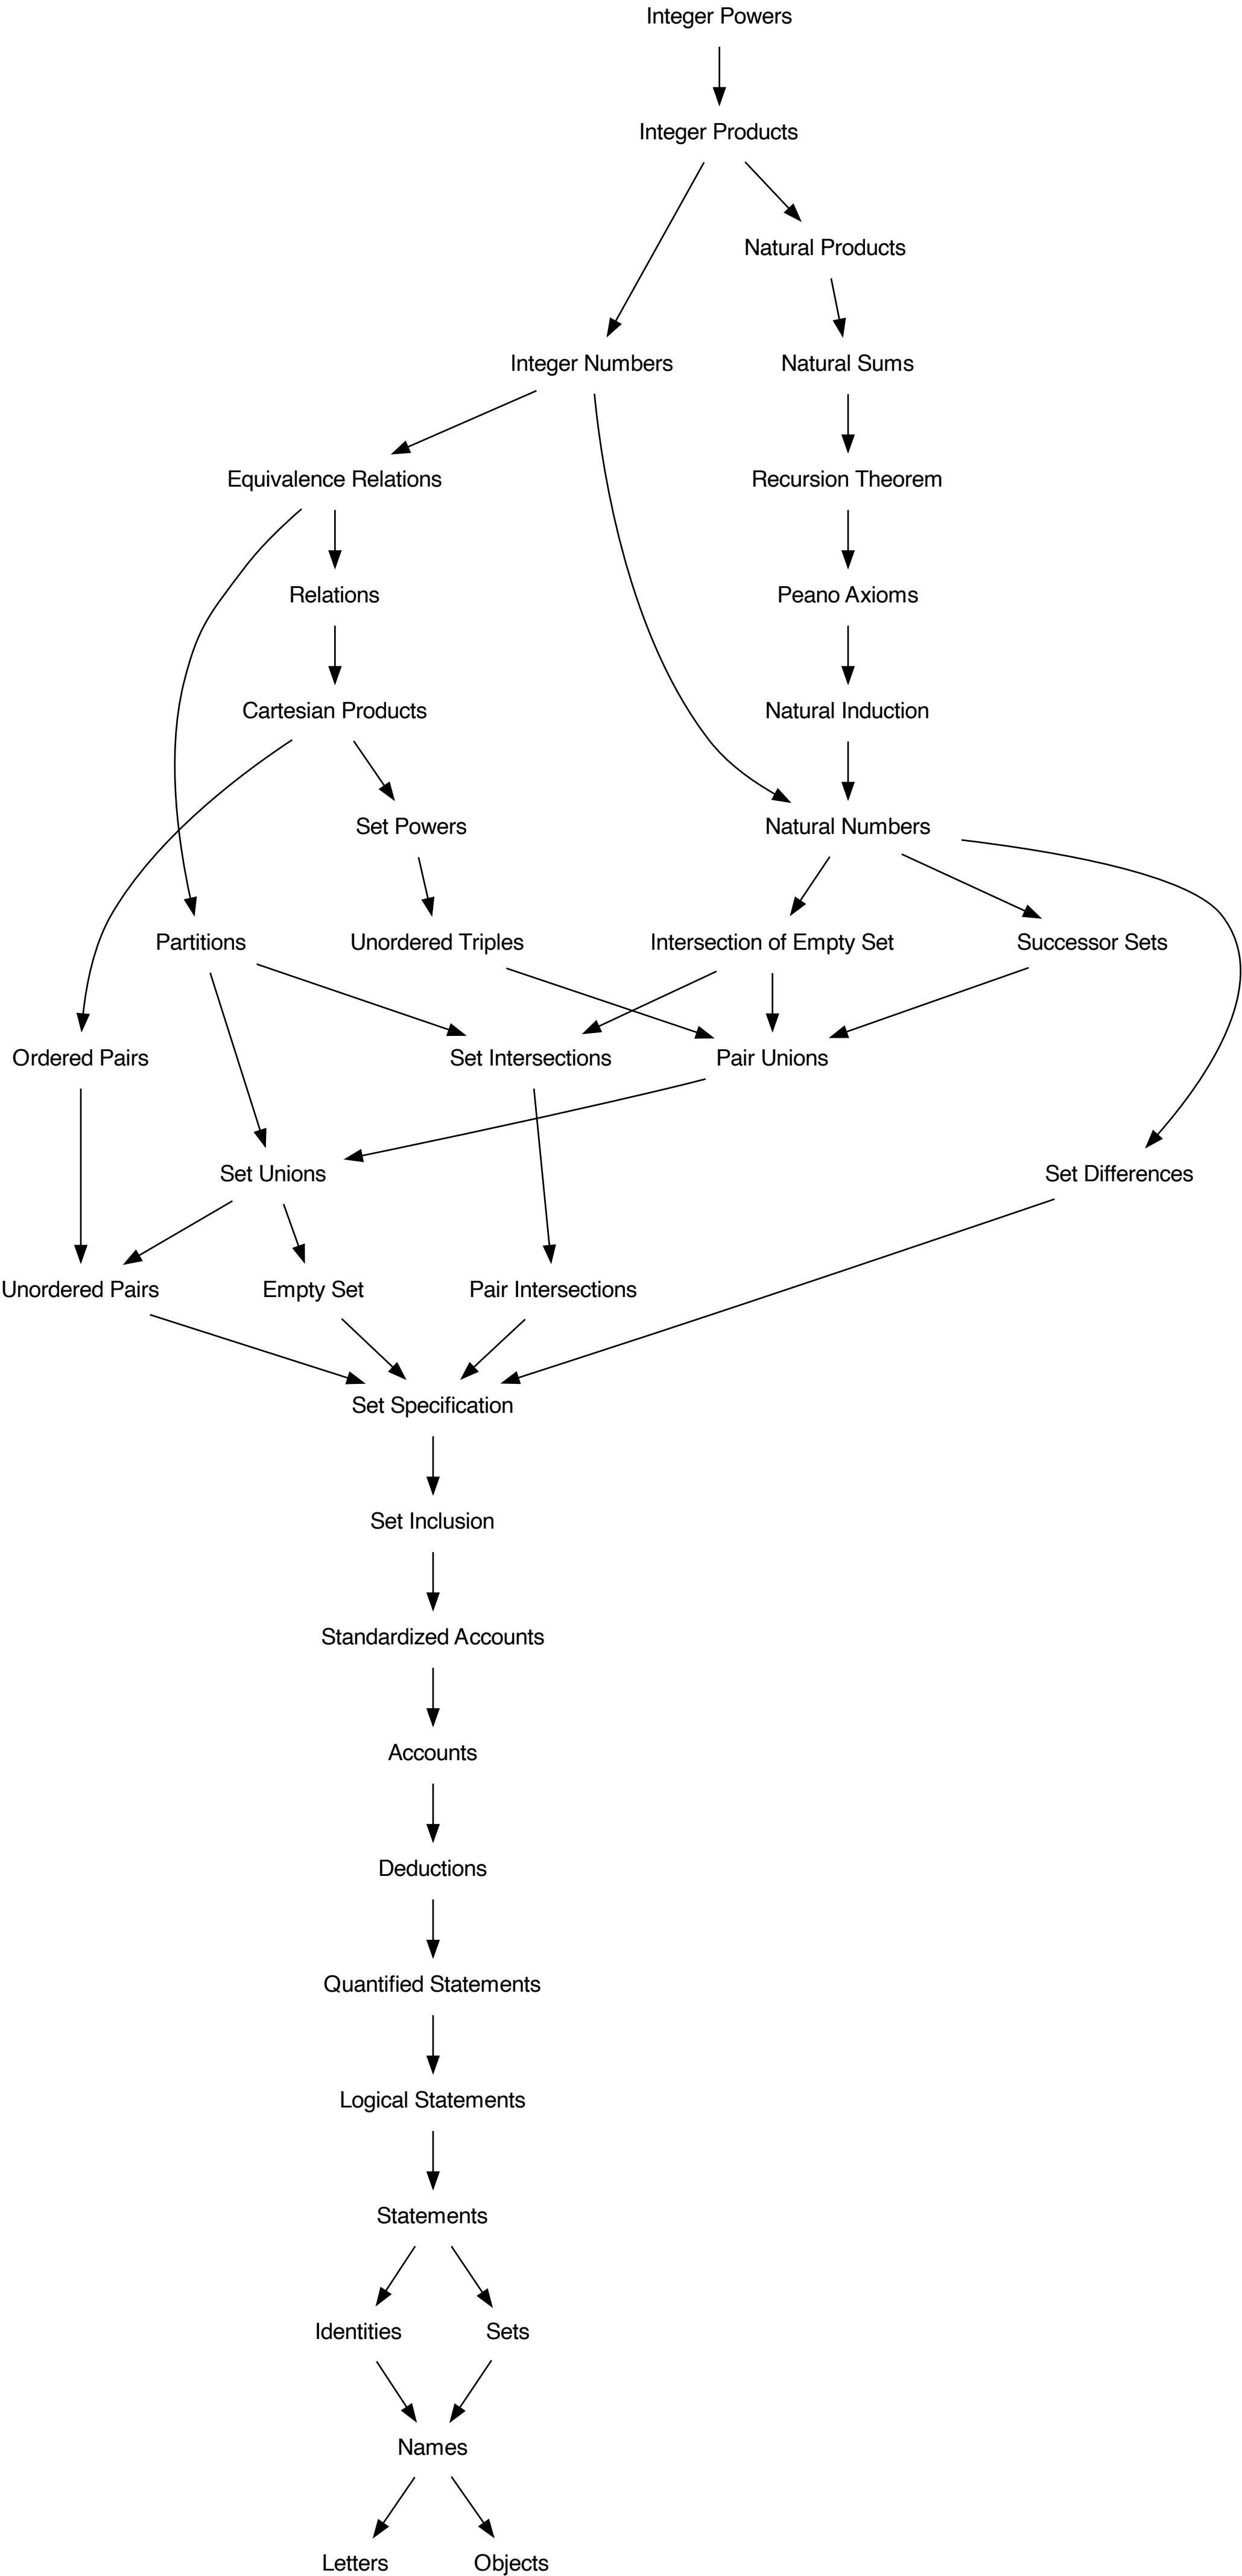 Integer Powers
Integer Products
Natural Products
Integer Numbers
Natural Sums
Equivalence Relations
Recursion Theorem
Relations
Peano Axioms
Cartesian Products
Natural Induction
Set Powers
Natural Numbers
Partitions
Unordered Triples
Intersection of Empty Set
Successor Sets
Ordered Pairs
Set Intersections
Pair Unions
Set Unions
Set Differences
Unordered Pairs
Empty Set
Pair Intersections
Set Specification
Set Inclusion
Standardized Accounts
Accounts
Deductions
Quantified Statements
Logical Statements
Statements
Identities
Sets
Names
Letters
Objects